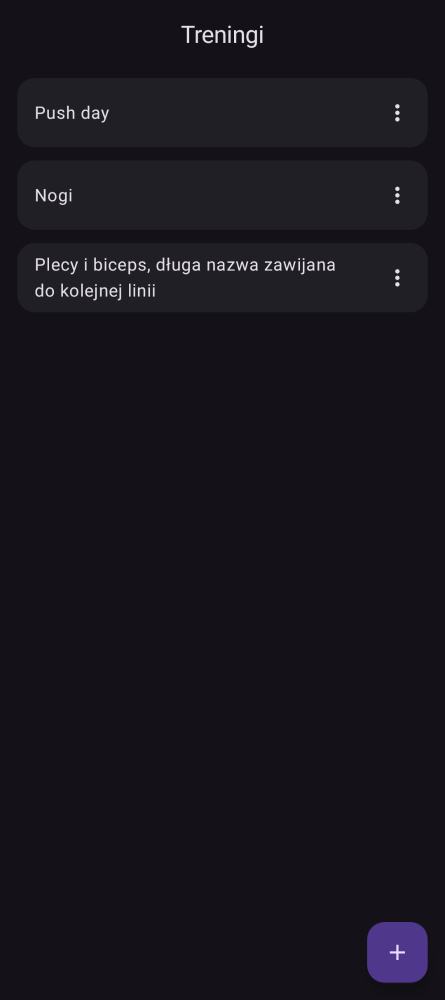 Treningi
Push day
Nogi
Plecy i biceps, długa nazwa zawijana
do kolejnej linii
+